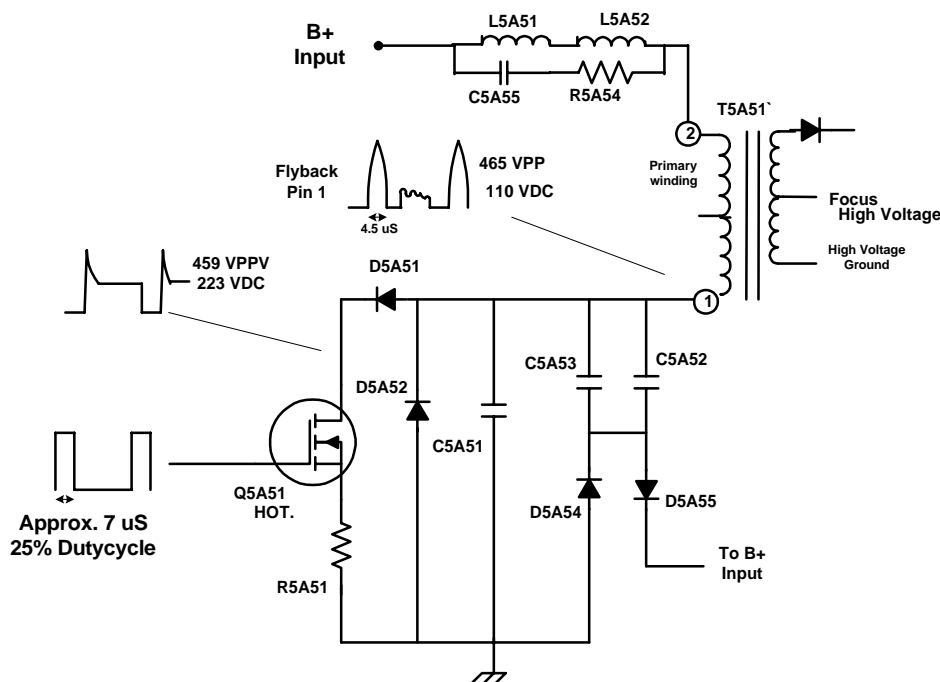 L5A51
L5A52
B+
Input
C5A55
R5A54
T5A51`
2
Primary
winding
Flyback
Pin 1
465 VPP
110 VDC
4.5 uS
Focus
High Voltage
High Voltage
Ground
459 VPPV
223 VDC
D5A51
1
C5A53
C5A52
D5A52
C5A51
Q5A51
HOT.
D5A54
D5A55
Approx. 7 uS
25% Dutycycle
R5A51
To B+
Input